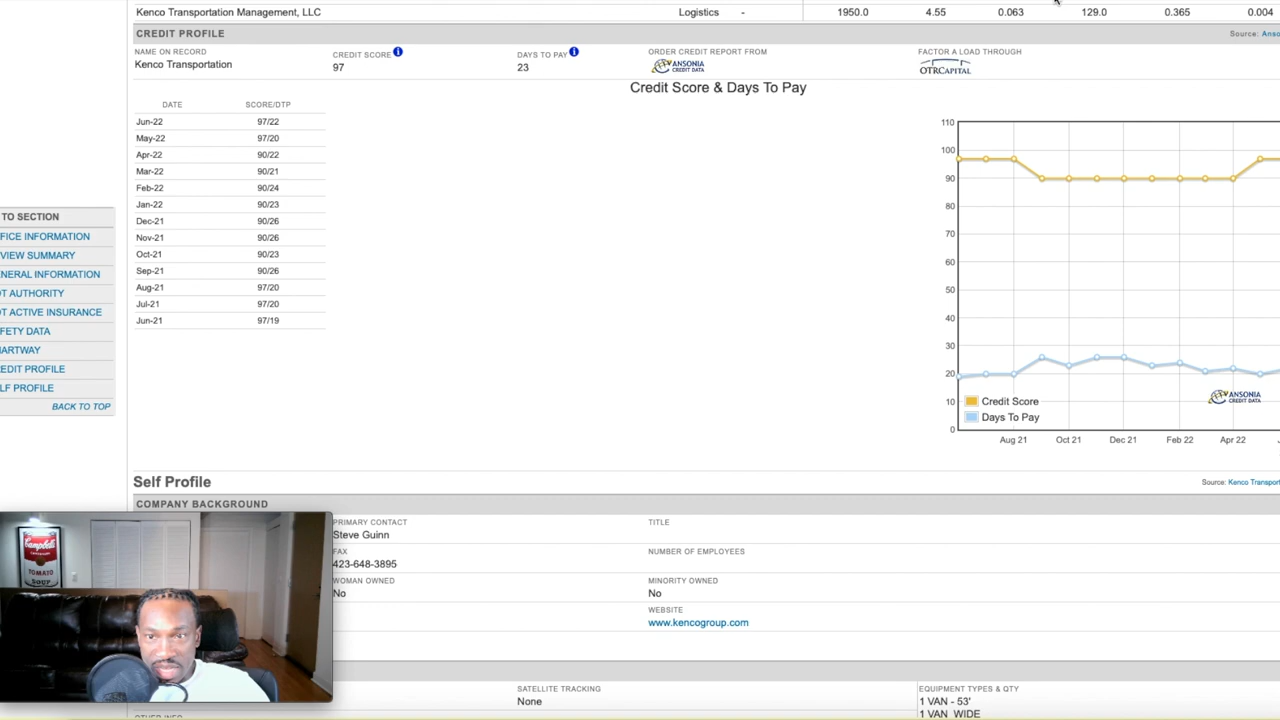 Kenco Transportation Management, LLC Logistics - 1950.0 4.55 0.063 129.0 0.365 0.004
CREDIT PROFILE Source: Anso
NAME ON RECORD CREDIT SCORE DAYS TO PAY ORDER CREDIT REPORT FROM FACTOR A LOAD THROUGH
Kenco Transportation 97 23 ANSONIA CREDIT DATA OTRCAPITAL
Credit Score & Days To Pay
DATE SCORE/DTP
Jun-22 97/22
May-22 97/20
Apr-22 90/22
Mar-22 90/21
Feb-22 90/24
Jan-22 90/23
Dec-21 90/26
Nov-21 90/26
Oct-21 90/23
Sep-21 90/26
Aug-21 97/20
Jul-21 97/20
Jun-21 97/19
110
100
90
80
70
60
50
40
30
20
10
0
Credit Score
Days To Pay
ANSONIA
CREDIT DATA
Aug 21 Oct 21 Dec 21 Feb 22 Apr 22 J
TO SECTION
FICE INFORMATION
VIEW SUMMARY
ENERAL INFORMATION
OT AUTHORITY
OT ACTIVE INSURANCE
FETY DATA
MARTWAY
EDIT PROFILE
LF PROFILE
BACK TO TOP
Self Profile Source: Kenco Transport
COMPANY BACKGROUND
PRIMARY CONTACT TITLE
Steve Guinn
FAX NUMBER OF EMPLOYEES
423-648-3895
WOMAN OWNED MINORITY OWNED
No No
WEBSITE
www.kencogroup.com
SATELLITE TRACKING EQUIPMENT TYPES & QTY
None 1 VAN - 53'
1 VAN WIDE
OTHER INFO
Campbell's
TOMATO
SOUP